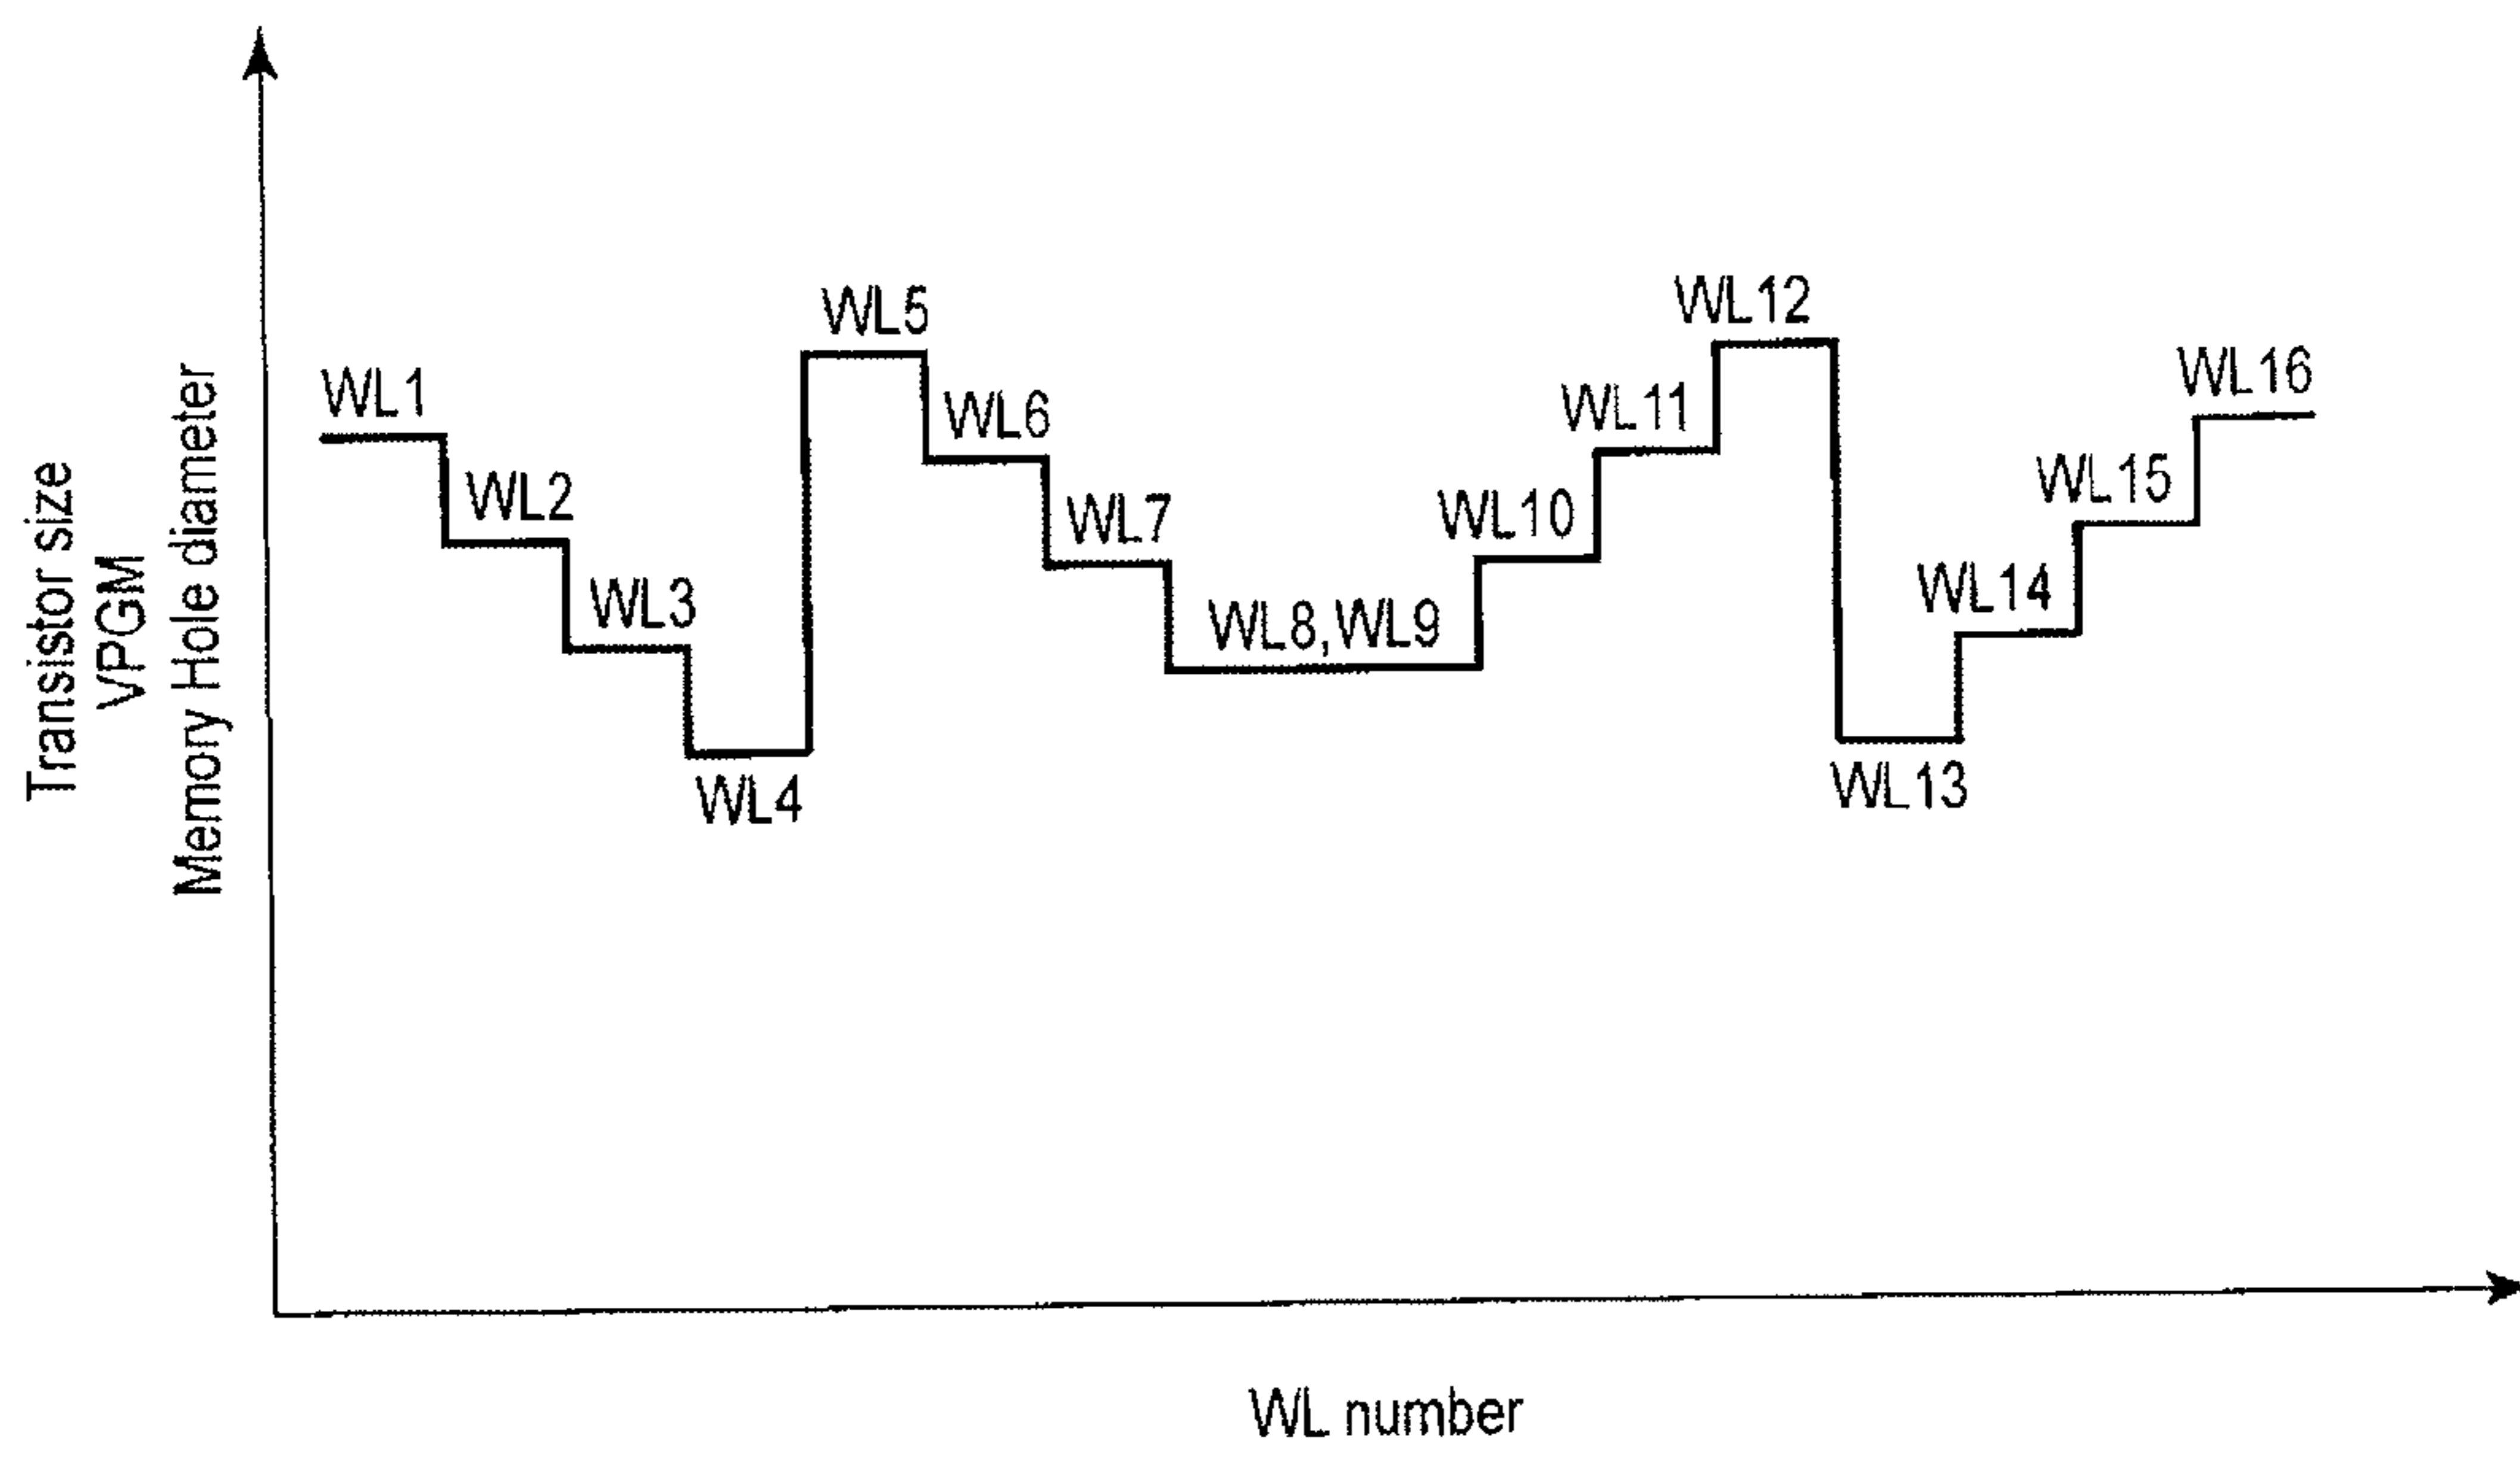 Transistor size
VPGM
Memory Hole diameter
WL1
WL2
WL3
WL4
WL5
WL6
WL7
WL8,WL9
WL10
WL11
WL12
WL13
WL14
WL15
WL16
WL number